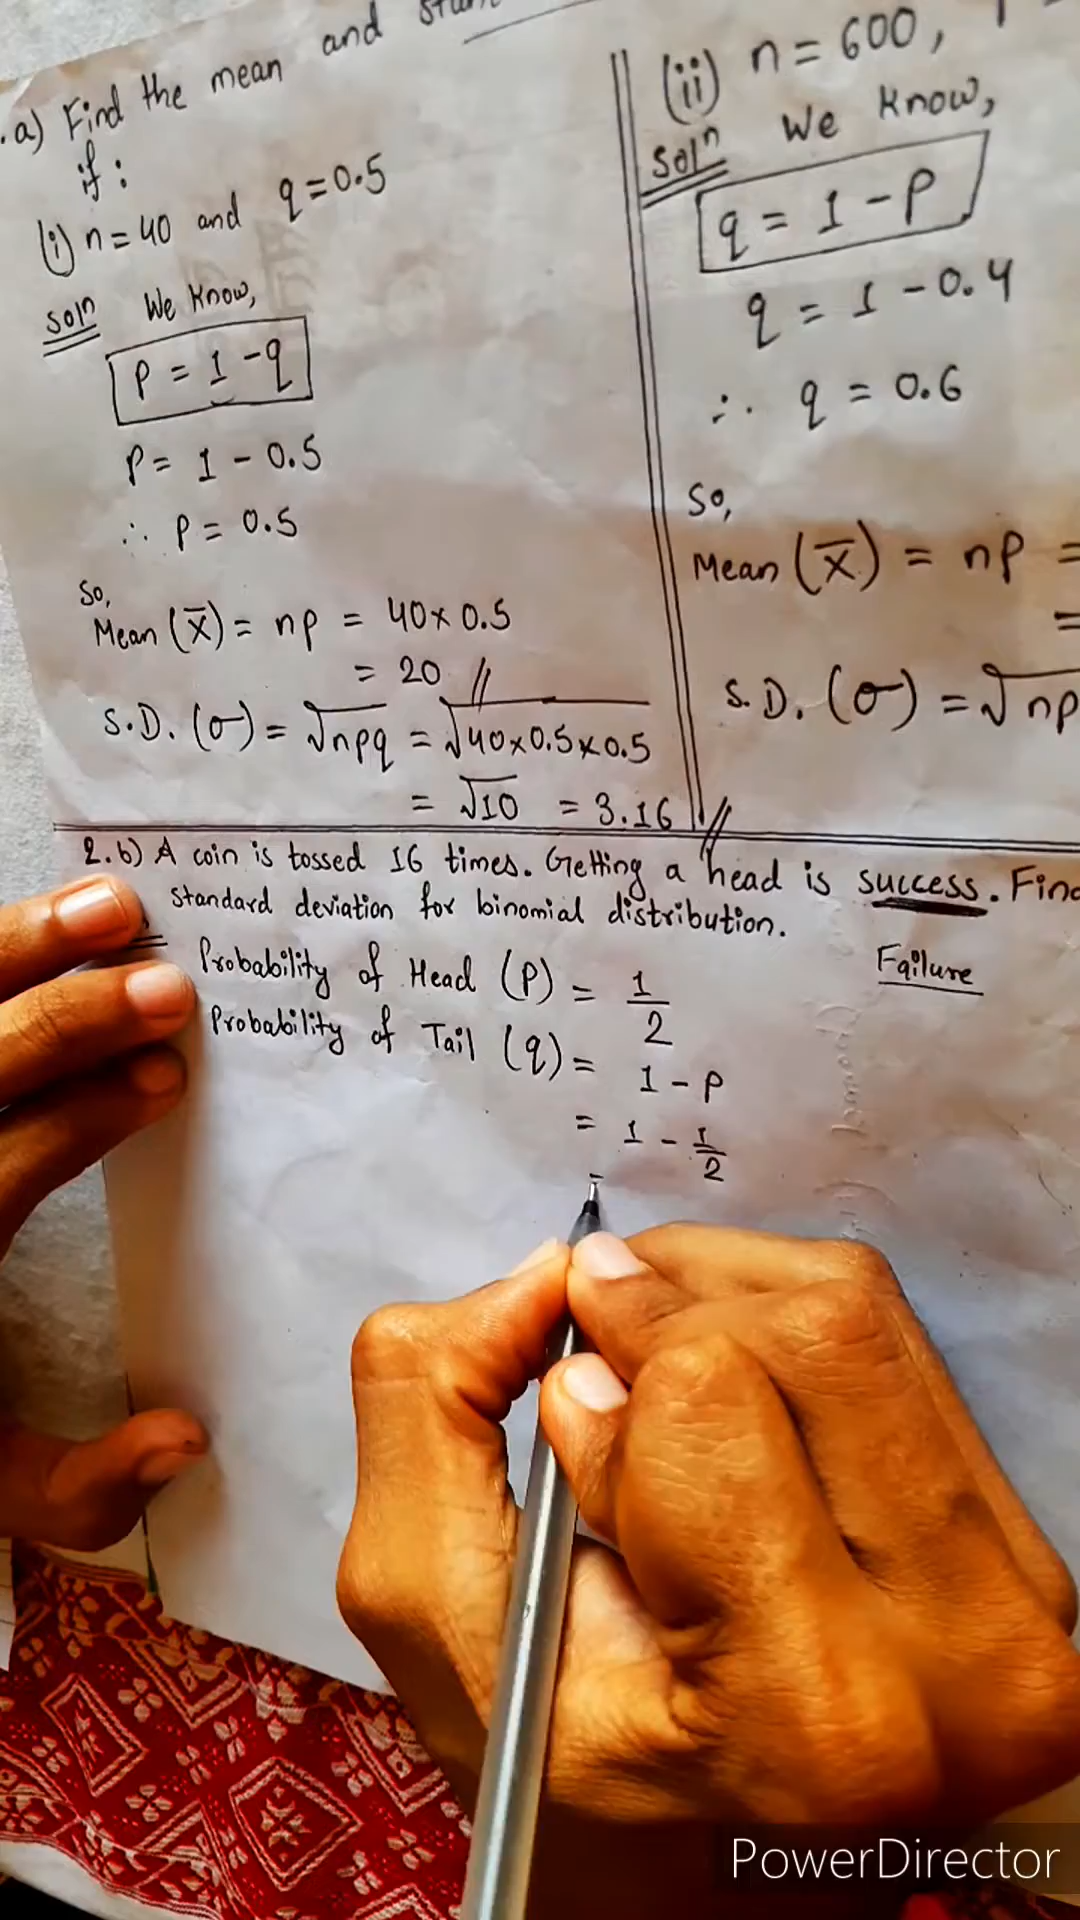 .a) Find the mean and
if :
(i) n = 40 and q = 0.5
Solⁿ We Know,
P = 1 - q
P = 1 - 0.5
∴ P = 0.5
So,
Mean (X̅) = np = 40 × 0.5
= 20 //
S.D. (σ) = √npq = √40×0.5×0.5
= √10 = 3.16 //
(ii) n = 600,
Solⁿ We Know,
q = 1 - P
q = 1 - 0.4
∴ q = 0.6
So,
Mean (X̅) = np =
=
S.D. (σ) = √np
2.b) A coin is tossed 16 times. Getting a head is success. Find
standard deviation for binomial distribution.
Failure
Probability of Head (P) = 1/2
Probability of Tail (q) = 1 - P
= 1 - 1/2
=
PowerDirector